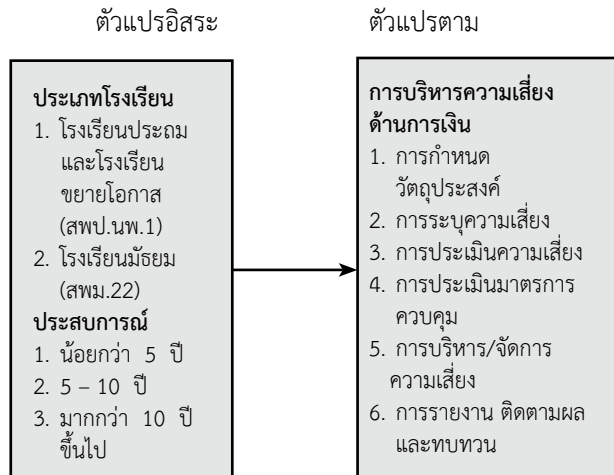 ตัวแปรอิสระ
ประเภทโรงเรียน
1. โรงเรียนประถม
และโรงเรียน
ขยายโอกาส
(สพป.นพ.1)
2. โรงเรียนมัธยม
(สพม.22)
ประสบการณ์
1. น้อยกว่า 5 ปี
2. 5 – 10 ปี
3. มากกว่า 10 ปี
ขึ้นไป
ตัวแปรตาม
การบริหารความเสี่ยง
ด้านการเงิน
1. การกำหนด
วัตถุประสงค์
2. การระบุความเสี่ยง
3. การประเมินความเสี่ยง
4. การประเมินมาตรการ
ควบคุม
5. การบริหาร/จัดการ
ความเสี่ยง
6. การรายงาน ติดตามผล
และทบทวน